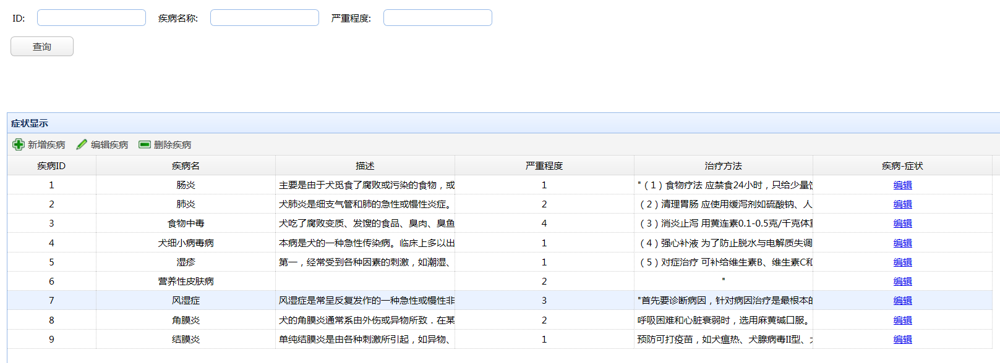 ID: 疾病名称: 严重程度:
查询
症状显示
新增疾病 编辑疾病 删除疾病
疾病ID 疾病名 描述 严重程度 治疗方法 疾病-症状
1 肠炎 主要是由于犬觅食了腐败或污染的食物，或 1 "（1）食物疗法 应禁食24小时，只给少量 编辑
2 肺炎 犬肺炎是细支气管和肺的急性或慢性炎症。 2 （2）清理胃肠 应使用缓泻剂如硫酸钠、人 编辑
3 食物中毒 犬吃了腐败变质、发馊的食品、臭肉、臭鱼 4 （3）消炎止泻 用黄连素0.1-0.5克/千克体重 编辑
4 犬细小病毒病 本病是犬的一种急性传染病。临床上多以出 1 （4）强心补液 为了防止脱水与电解质失调 编辑
5 湿疹 第一，经常受到各种因素的刺激，如潮湿、 1 （5）对症治疗 可补给维生素B、维生素C和 编辑
6 营养性皮肤病 2 " 编辑
7 风湿症 风湿症是常呈反复发作的一种急性或慢性非 3 "首先要诊断病因，针对病因治疗是最根本的 编辑
8 角膜炎 犬的角膜炎通常系由外伤或异物所致．在某 2 呼吸困难和心脏衰弱时，选用麻黄碱口服。 编辑
9 结膜炎 单纯结膜炎是由各种刺激所引起，如异物、 1 预防可打疫苗，如犬瘟热、犬腺病毒II型、 编辑